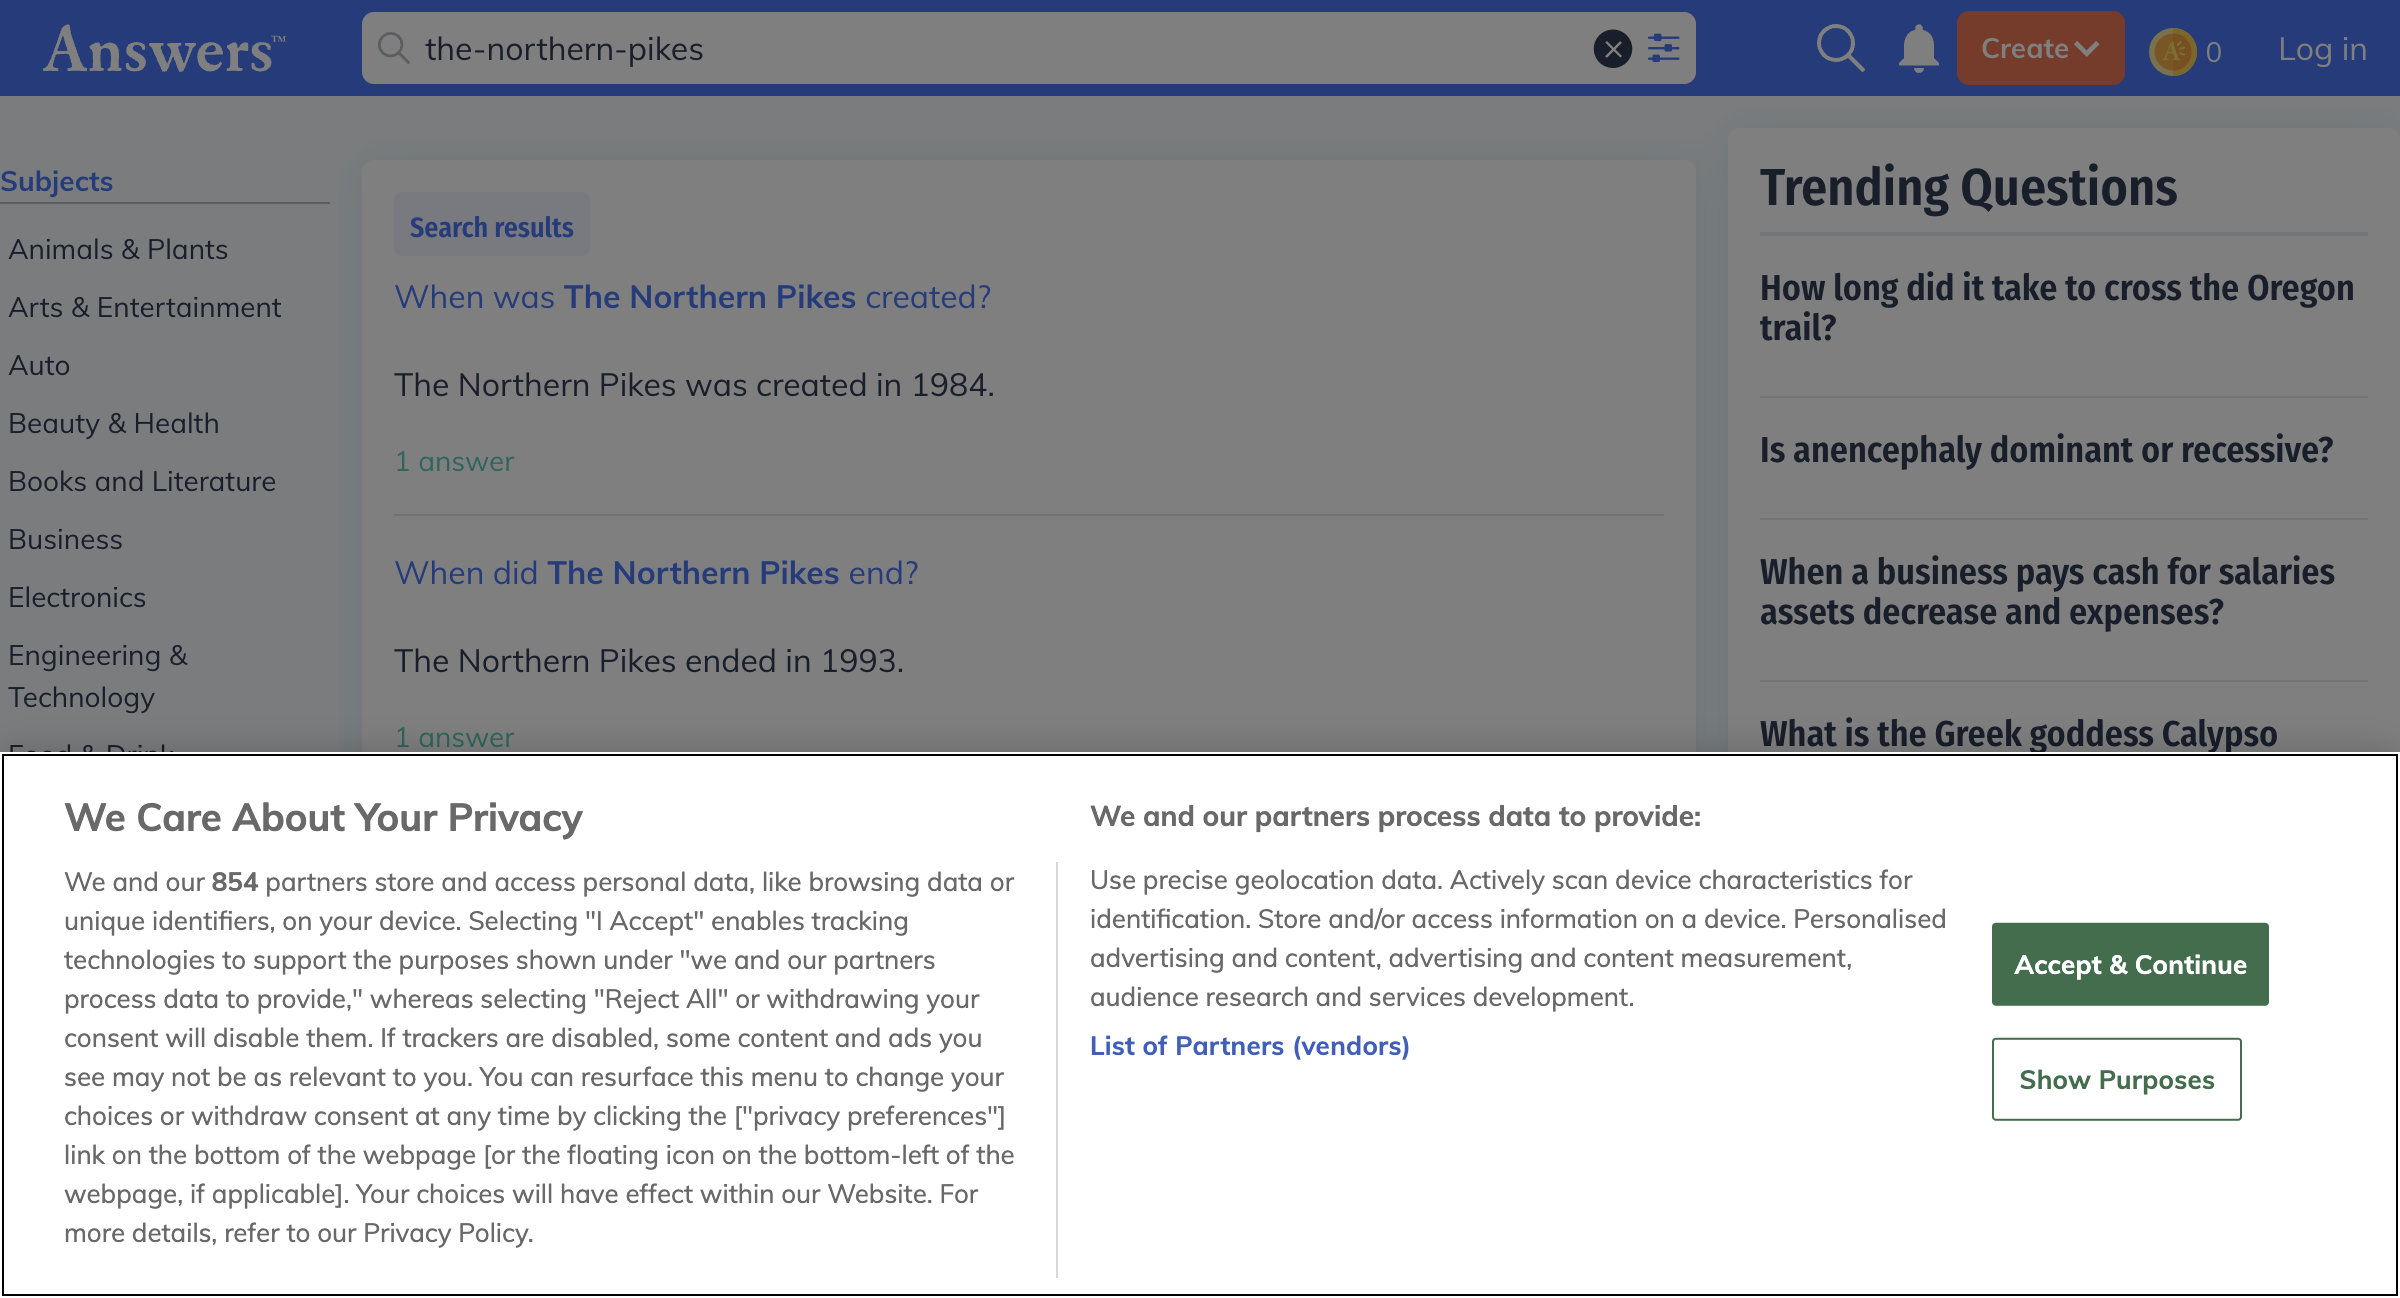 Answers™
the-northern-pikes
Create
0
Log in
Subjects
Animals & Plants
Arts & Entertainment
Auto
Beauty & Health
Books and Literature
Business
Electronics
Engineering &
Technology
Food & Drink
Search results
When was The Northern Pikes created?
The Northern Pikes was created in 1984.
1 answer
When did The Northern Pikes end?
The Northern Pikes ended in 1993.
1 answer
Trending Questions
How long did it take to cross the Oregon
trail?
Is anencephaly dominant or recessive?
When a business pays cash for salaries
assets decrease and expenses?
What is the Greek goddess Calypso
We Care About Your Privacy
We and our 854 partners store and access personal data, like browsing data or
unique identifiers, on your device. Selecting "I Accept" enables tracking
technologies to support the purposes shown under "we and our partners
process data to provide," whereas selecting "Reject All" or withdrawing your
consent will disable them. If trackers are disabled, some content and ads you
see may not be as relevant to you. You can resurface this menu to change your
choices or withdraw consent at any time by clicking the ["privacy preferences"]
link on the bottom of the webpage [or the floating icon on the bottom-left of the
webpage, if applicable]. Your choices will have effect within our Website. For
more details, refer to our Privacy Policy.
We and our partners process data to provide:
Use precise geolocation data. Actively scan device characteristics for
identification. Store and/or access information on a device. Personalised
advertising and content, advertising and content measurement,
audience research and services development.
List of Partners (vendors)
Accept & Continue
Show Purposes